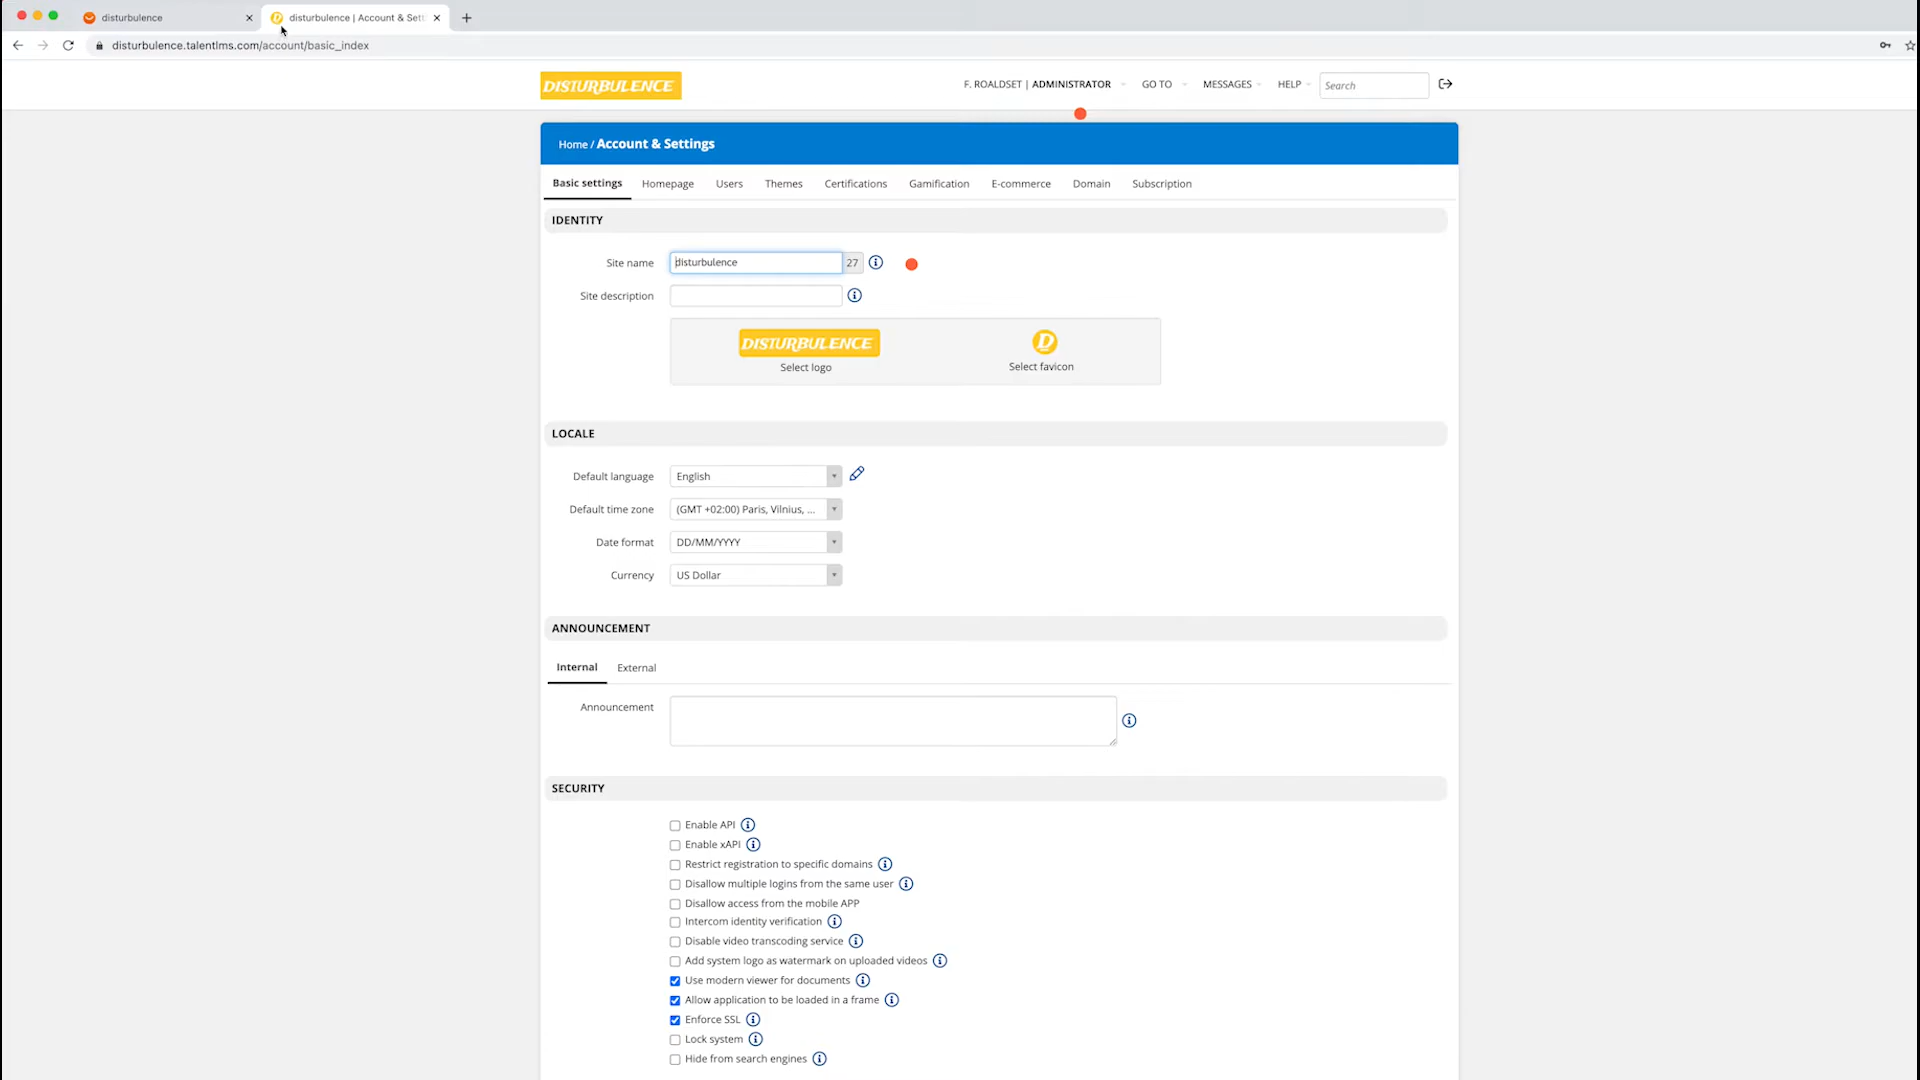 disturbulence
disturbulence | Account & Sett
disturbulence.talentlms.com/account/basic_index
DISTURBULENCE
F. ROALDSET | ADMINISTRATOR
GO TO
MESSAGES
HELP
Search
Home / Account & Settings
Basic settings
Homepage
Users
Themes
Certifications
Gamification
E-commerce
Domain
Subscription
IDENTITY
Site name
disturbulence
27
Site description
DISTURBULENCE
D
Select logo
Select favicon
LOCALE
Default language
English
Default time zone
(GMT +02:00) Paris, Vilnius, ...
Date format
DD/MM/YYYY
Currency
US Dollar
ANNOUNCEMENT
Internal
External
Announcement
SECURITY
Enable API
Enable xAPI
Restrict registration to specific domains
Disallow multiple logins from the same user
Disallow access from the mobile APP
Intercom identity verification
Disable video transcoding service
Add system logo as watermark on uploaded videos
Use modern viewer for documents
Allow application to be loaded in a frame
Enforce SSL
Lock system
Hide from search engines